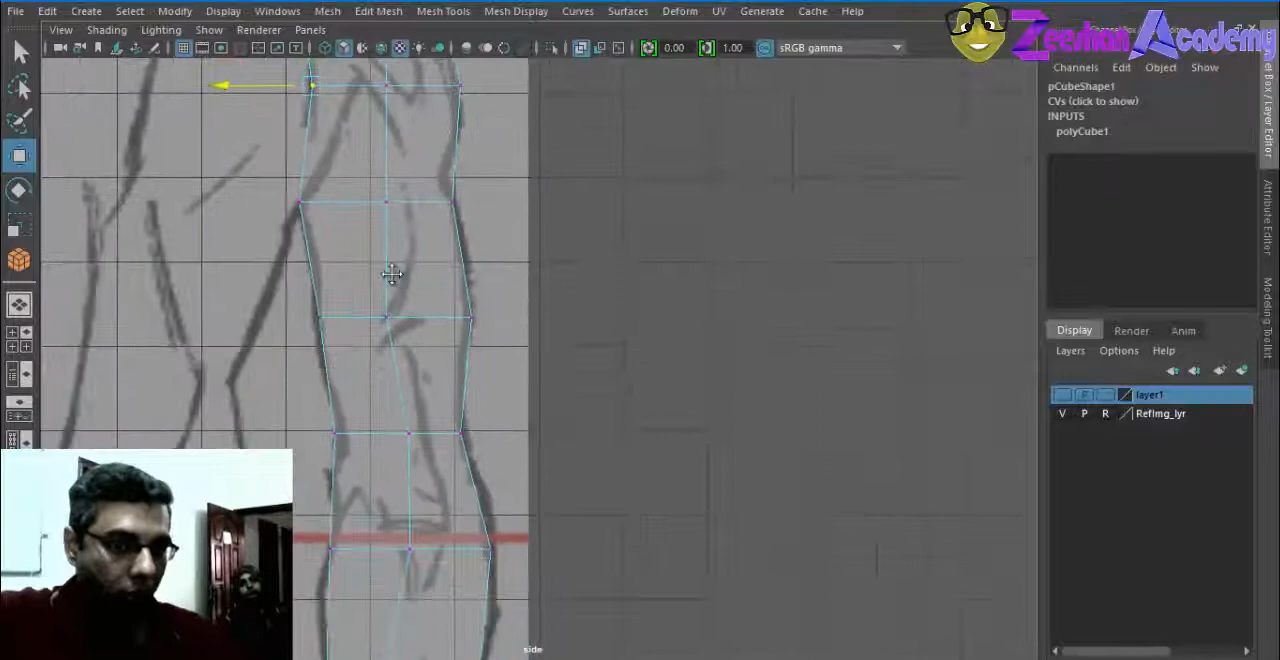 File Edit Create Select Modify Display Windows Mesh Edit Mesh Mesh Tools Mesh Display Curves Surfaces Deform UV Generate Cache Help
Zeeshan Academy
View Shading Lighting Show Renderer Panels
0.00 1.00 sRGB gamma
Channels Edit Object Show
pCubeShape1
CVs (click to show)
INPUTS
polyCube1
Display Render Anim
Layers Options Help
layer1
V P R RefImg_lyr
side
Attribute Editor
Modeling Toolkit